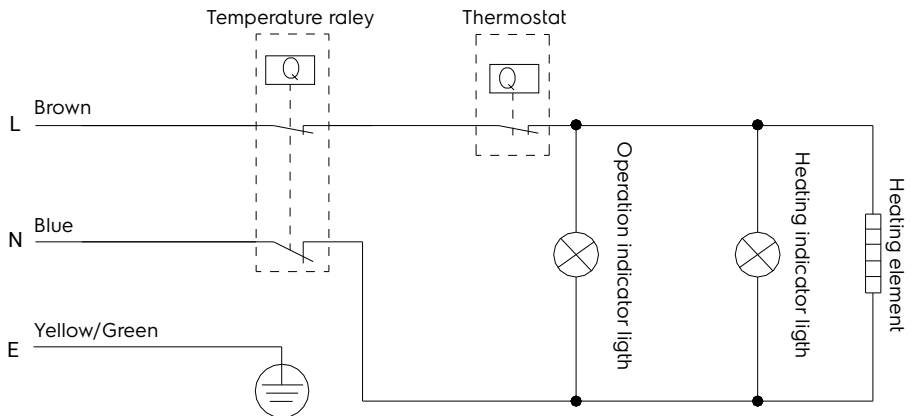 Temperature raley
Thermostat
Q
Q
L
Brown
N
Blue
E
Yellow/Green
Operation indicator ligth
Heating indicator ligth
Heating element